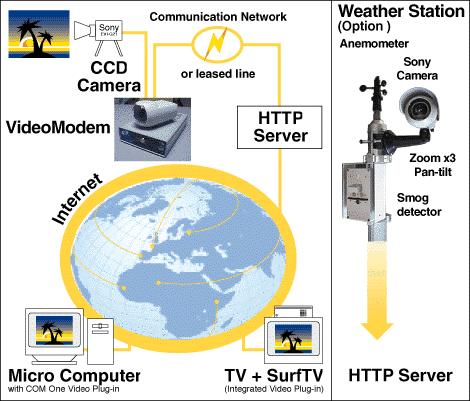 Communication Network
Sony
or leased line
CCD
Camera
HTTP
Server
VideoModem
Internet
Micro Computer
with COM One Video Plug-in
TV + SurfTV
(Integrated Video Plug-in)
Weather Station
(Option )
Anemometer
Sony
Camera
Zoom x3
Pan-tilt
Smog
detector
HTTP Server